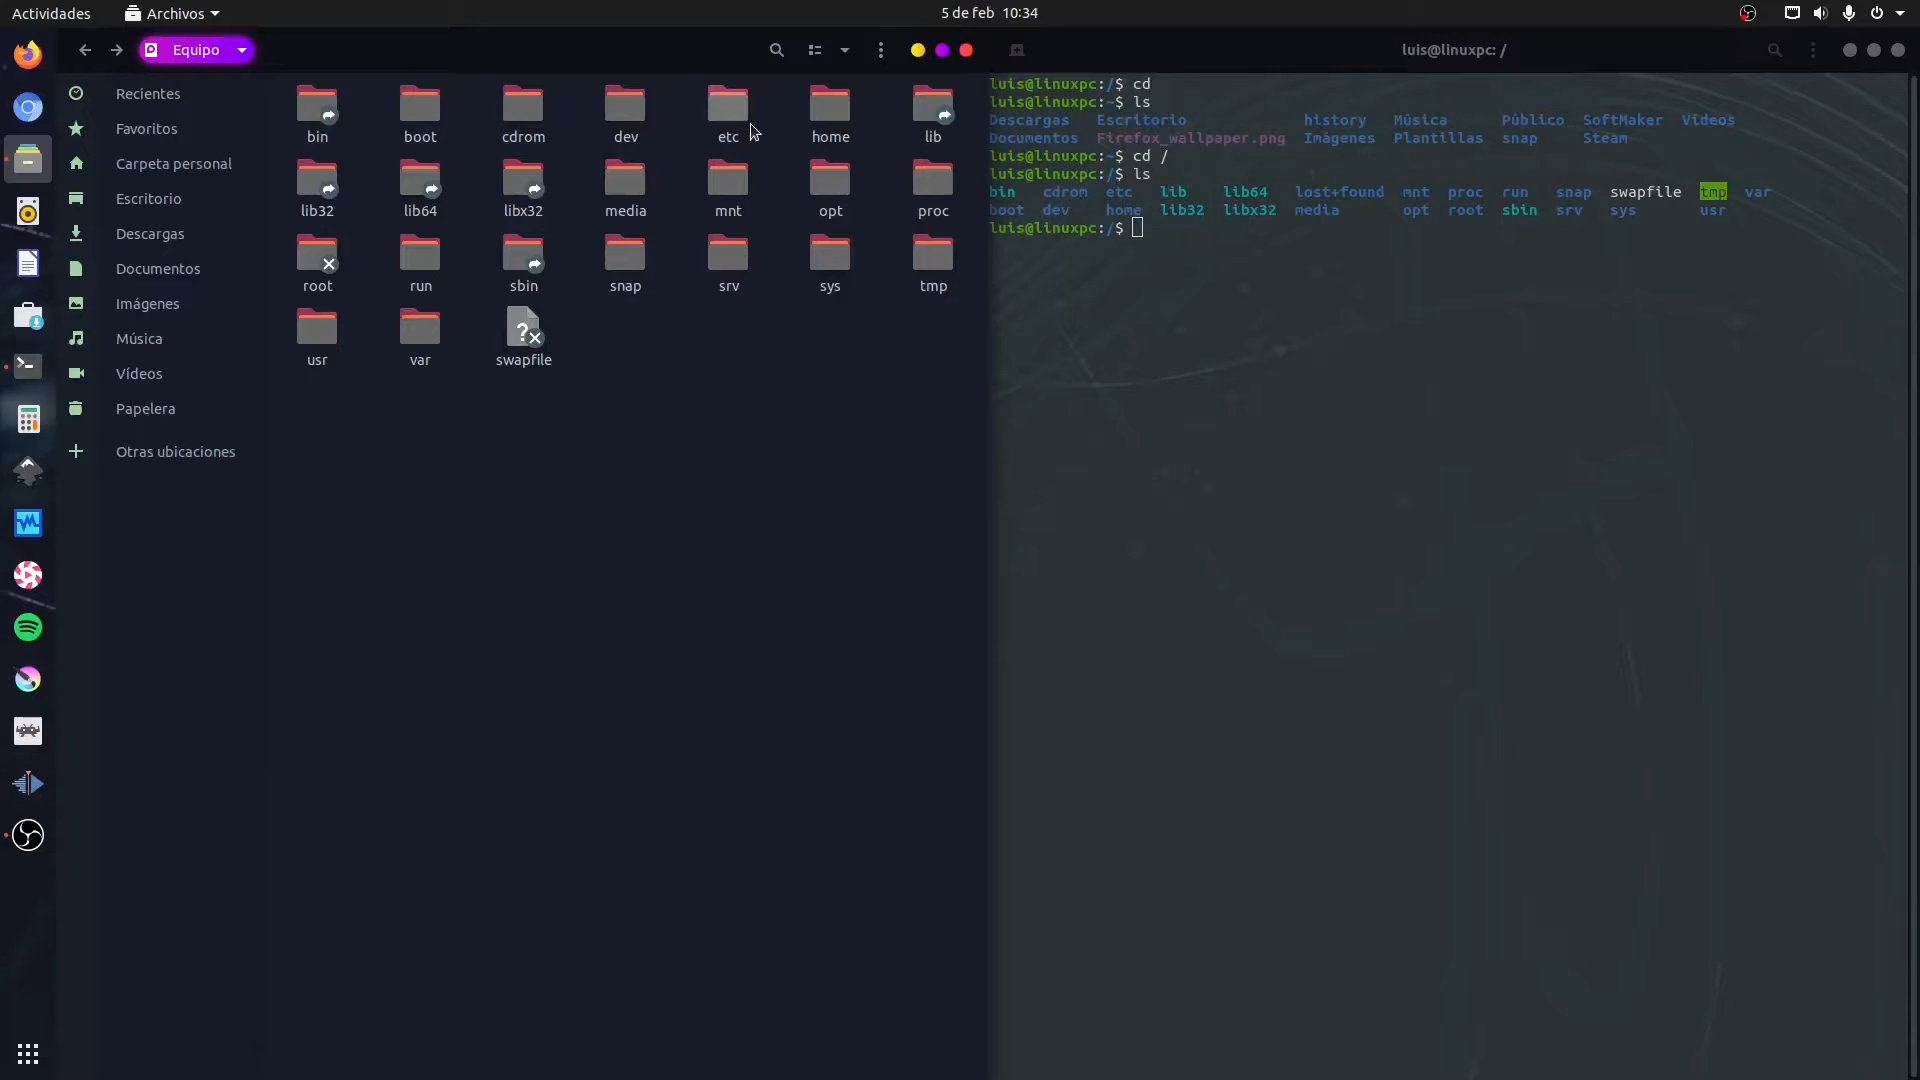 Actividades Archivos 5 de feb 10:34
Equipo
luis@linuxpc: /
Recientes
Favoritos
Carpeta personal
Escritorio
Descargas
Documentos
Imágenes
Música
Vídeos
Papelera
Otras ubicaciones
bin boot cdrom dev etc home lib
lib32 lib64 libx32 media mnt opt proc
root run sbin snap srv sys tmp
usr var swapfile
luis@linuxpc:/$ cd
luis@linuxpc:~$ ls
Descargas Escritorio history Música Público SoftMaker Vídeos
Documentos Firefox_wallpaper.png Imágenes Plantillas snap Steam
luis@linuxpc:~$ cd /
luis@linuxpc:/$ ls
bin cdrom etc lib lib64 lost+found mnt proc run snap swapfile tmp var
boot dev home lib32 libx32 media opt root sbin srv sys usr
luis@linuxpc:/$